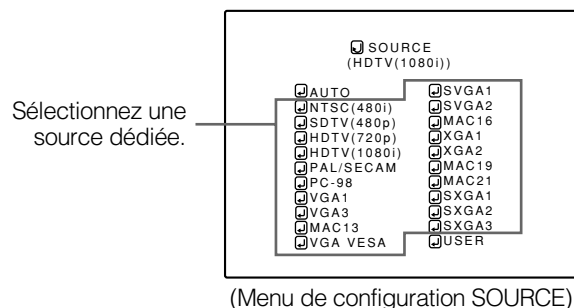 SOURCE
(HDTV(1080i))
AUTO
NTSC(480i)
SDTV(480p)
HDTV(720p)
HDTV(1080i)
PAL/SECAM
PC-98
VGA1
VGA3
MAC13
VGA VESA
SVGA1
SVGA2
MAC16
XGA1
XGA2
MAC19
MAC21
SXGA1
SXGA2
SXGA3
USER
Sélectionnez une
source dédiée.
(Menu de configuration SOURCE)